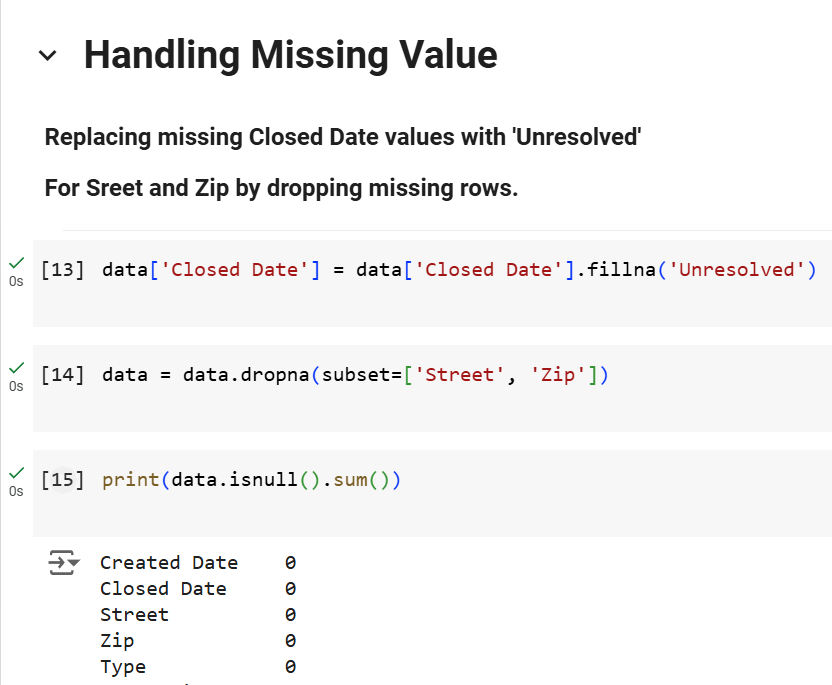 Handling Missing Value
Replacing missing Closed Date values with 'Unresolved'
For Sreet and Zip by dropping missing rows.
[13] data['Closed Date'] = data['Closed Date'].fillna('Unresolved')
0s
[14] data = data.dropna(subset=['Street', 'Zip'])
0s
[15] print(data.isnull().sum())
0s
Created Date 0
Closed Date 0
Street 0
Zip 0
Type 0